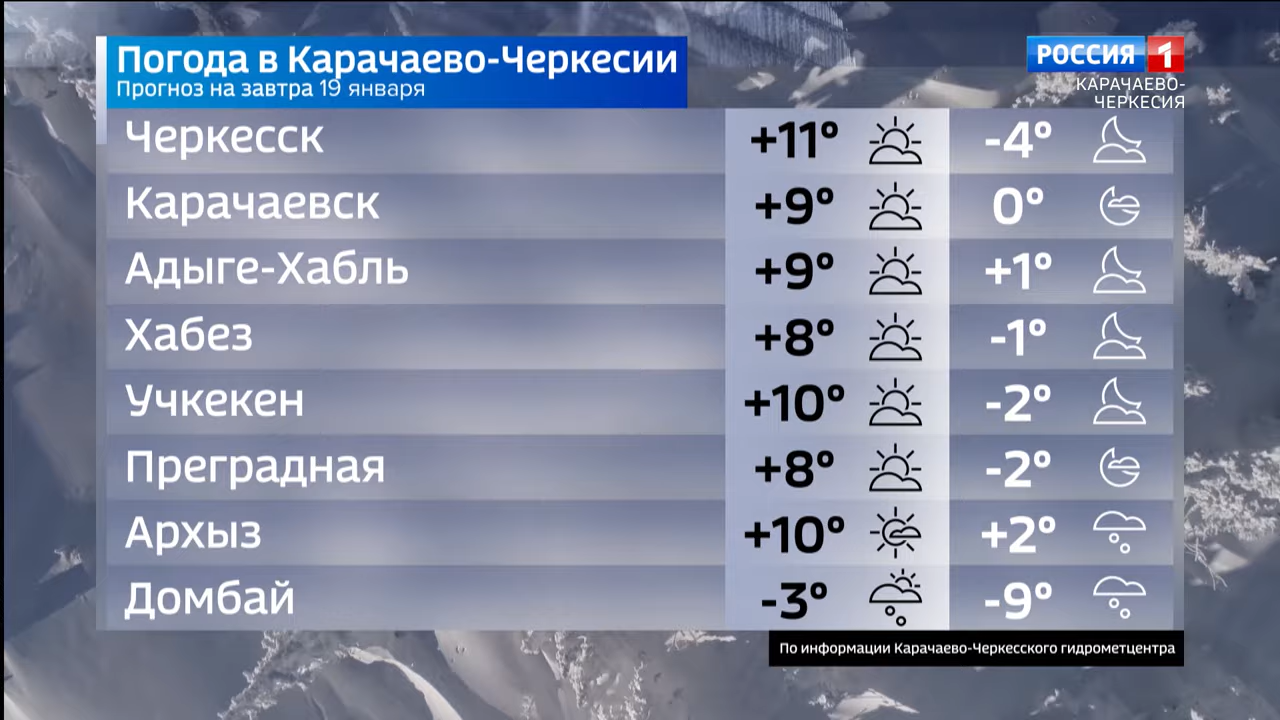 Погода в Карачаево-Черкесии
Прогноз на завтра 19 января
РОССИЯ 1
КАРАЧАЕВО-
ЧЕРКЕСИЯ
Черкесск +11° -4°
Карачаевск +9° 0°
Адыге-Хабль +9° +1°
Хабез +8° -1°
Учкекен +10° -2°
Преградная +8° -2°
Архыз +10° +2°
Домбай -3° -9°
По информации Карачаево-Черкесского гидрометцентра